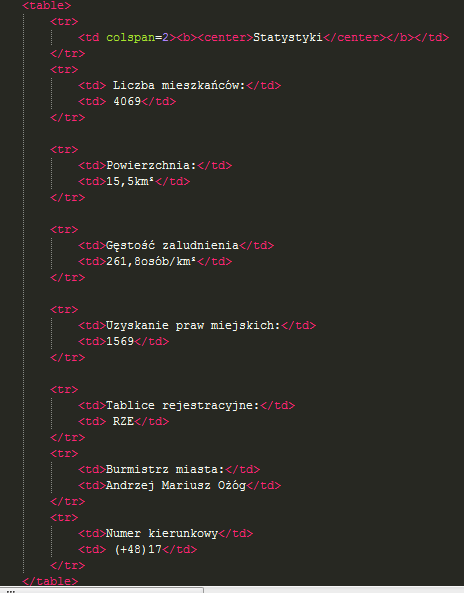 <table>
<tr>
<td colspan=2><b><center>Statystyki</center></b></td>
</tr>
<tr>
<td> Liczba mieszkańców:</td>
<td> 4069</td>
</tr>
<tr>
<td>Powierzchnia:</td>
<td>15,5km²</td>
</tr>
<tr>
<td>Gęstość zaludnienia</td>
<td>261,8osób/km²</td>
</tr>
<tr>
<td>Uzyskanie praw miejskich:</td>
<td>1569</td>
</tr>
<tr>
<td>Tablice rejestracyjne:</td>
<td> RZE</td>
</tr>
<tr>
<td>Burmistrz miasta:</td>
<td>Andrzej Mariusz Ożóg</td>
</tr>
<tr>
<td>Numer kierunkowy</td>
<td> (+48)17</td>
</tr>
</table>